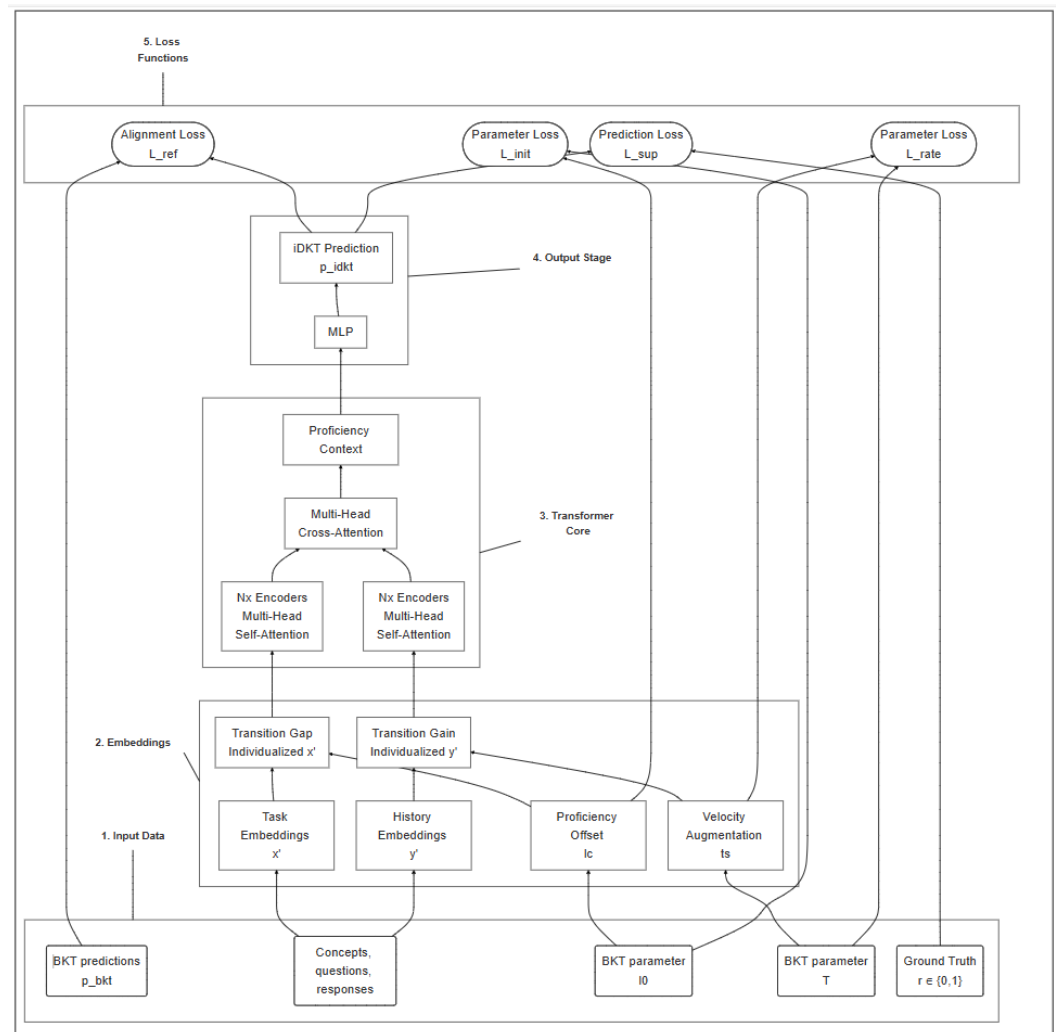 5. Loss
Functions
Alignment Loss
L_ref
Parameter Loss
L_init
Prediction Loss
L_sup
Parameter Loss
L_rate
iDKT Prediction
p_idkt
4. Output Stage
MLP
Proficiency
Context
Multi-Head
Cross-Attention
3. Transformer
Core
Nx Encoders
Multi-Head
Self-Attention
Nx Encoders
Multi-Head
Self-Attention
2. Embeddings
Transition Gap
Individualized x'
Transition Gain
Individualized y'
Task
Embeddings
x'
History
Embeddings
y'
Proficiency
Offset
lc
Velocity
Augmentation
ts
1. Input Data
BKT predictions
p_bkt
Concepts,
questions,
responses
BKT parameter
l0
BKT parameter
T
Ground Truth
r ∈ {0,1}